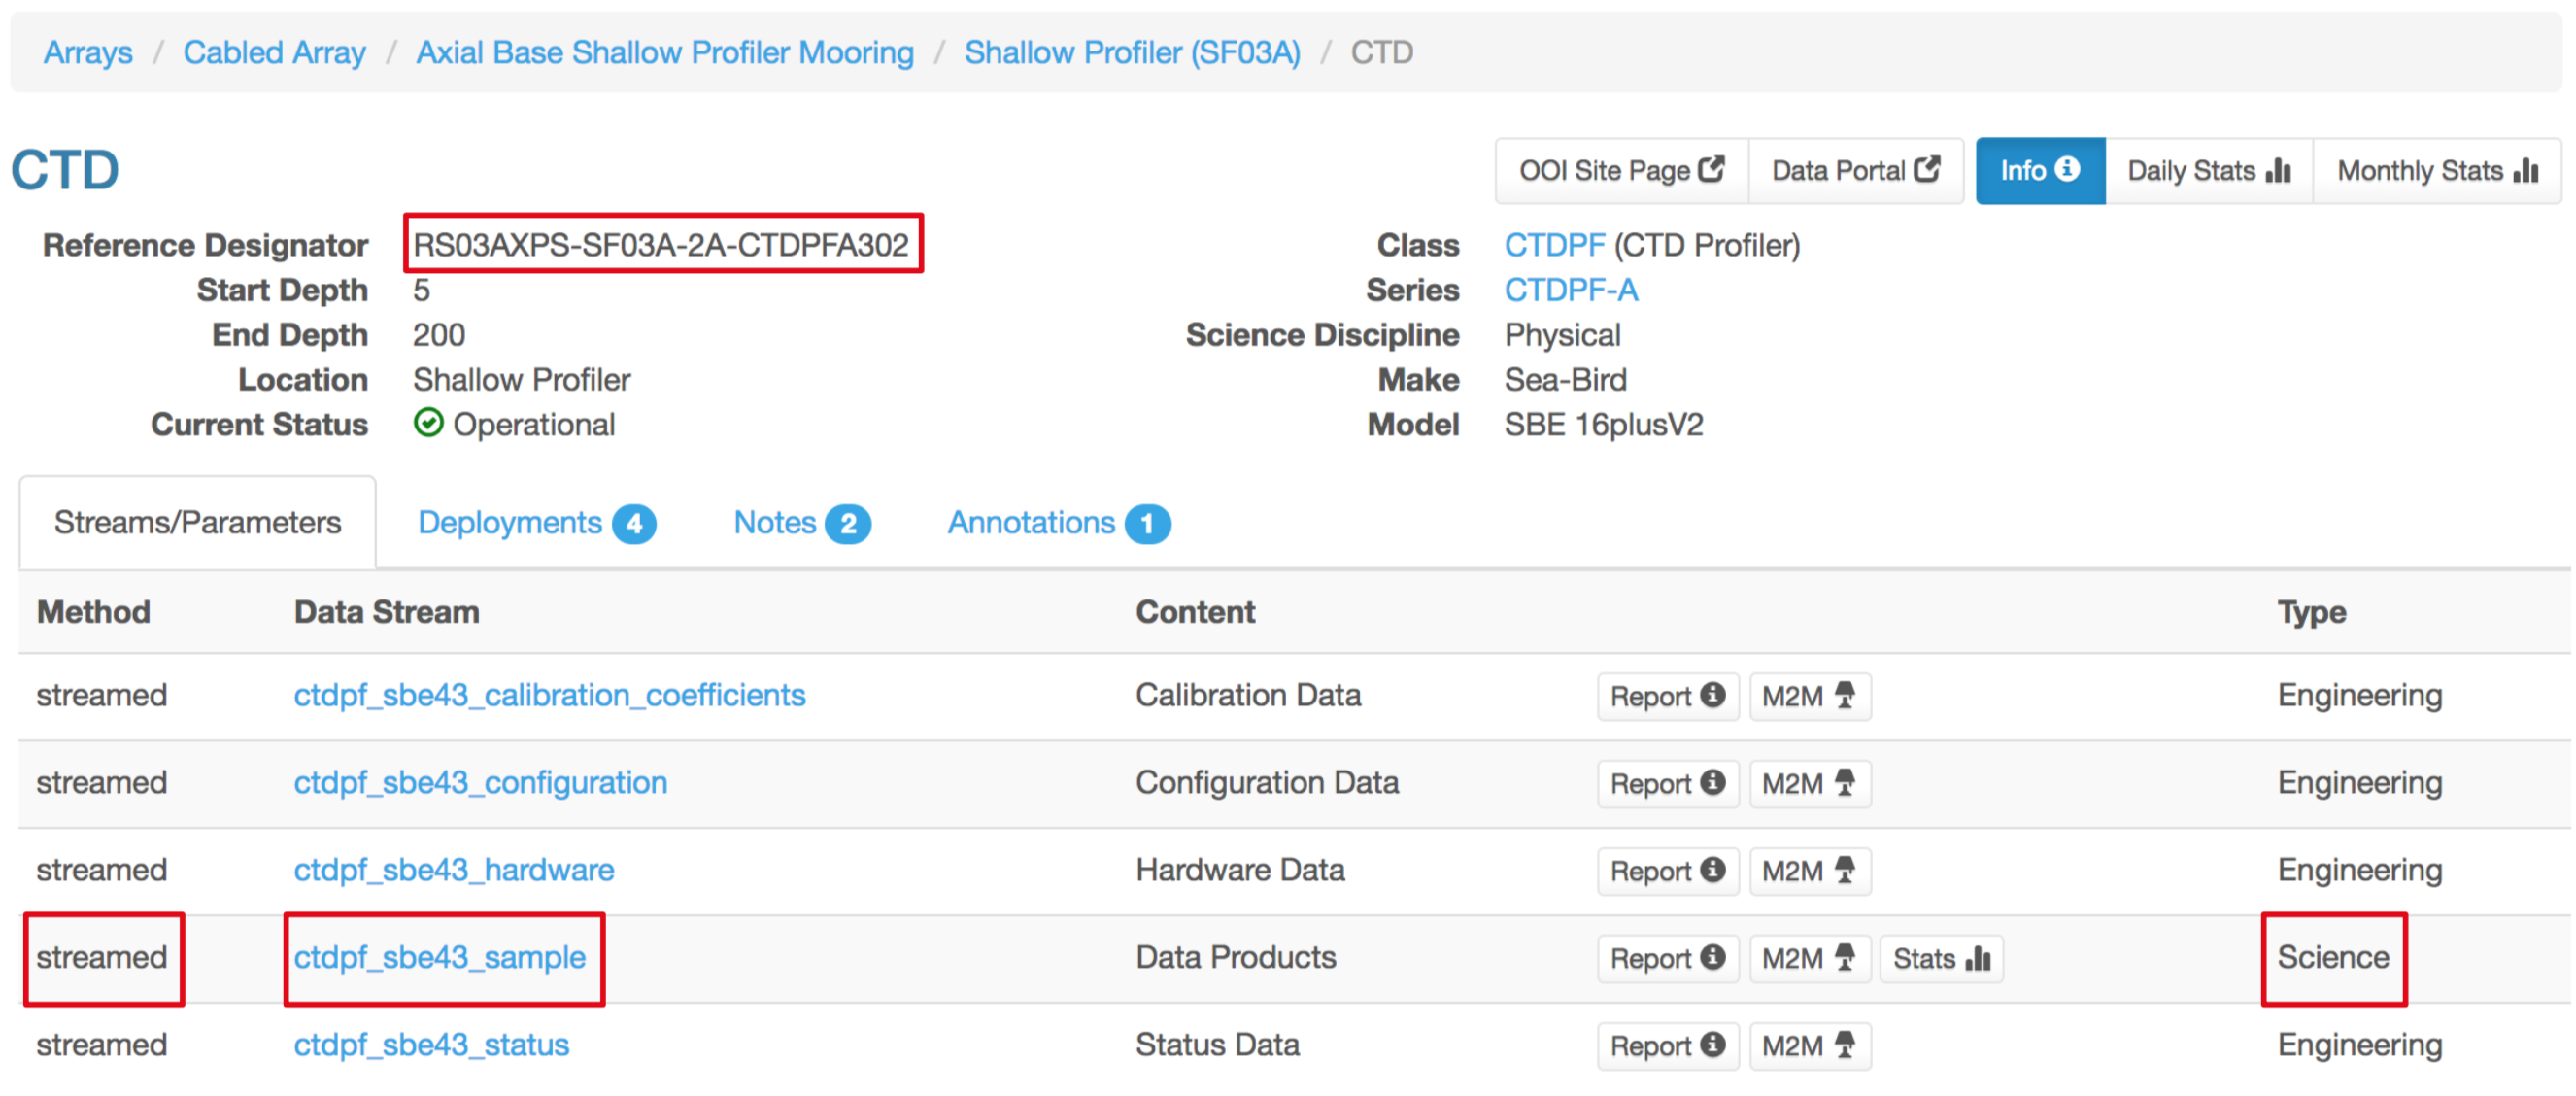 Arrays / Cabled Array / Axial Base Shallow Profiler Mooring / Shallow Profiler (SF03A) / CTD
CTD
OOI Site Page Data Portal Info Daily Stats Monthly Stats
Reference Designator RS03AXPS-SF03A-2A-CTDPFA302 Class CTDPF (CTD Profiler)
Start Depth 5 Series CTDPF-A
End Depth 200 Science Discipline Physical
Location Shallow Profiler Make Sea-Bird
Current Status Operational Model SBE 16plusV2
Streams/Parameters Deployments 4 Notes 2 Annotations 1
Method Data Stream Content Type
streamed ctdpf_sbe43_calibration_coefficients Calibration Data Report M2M Engineering
streamed ctdpf_sbe43_configuration Configuration Data Report M2M Engineering
streamed ctdpf_sbe43_hardware Hardware Data Report M2M Engineering
streamed ctdpf_sbe43_sample Data Products Report M2M Stats Science
streamed ctdpf_sbe43_status Status Data Report M2M Engineering